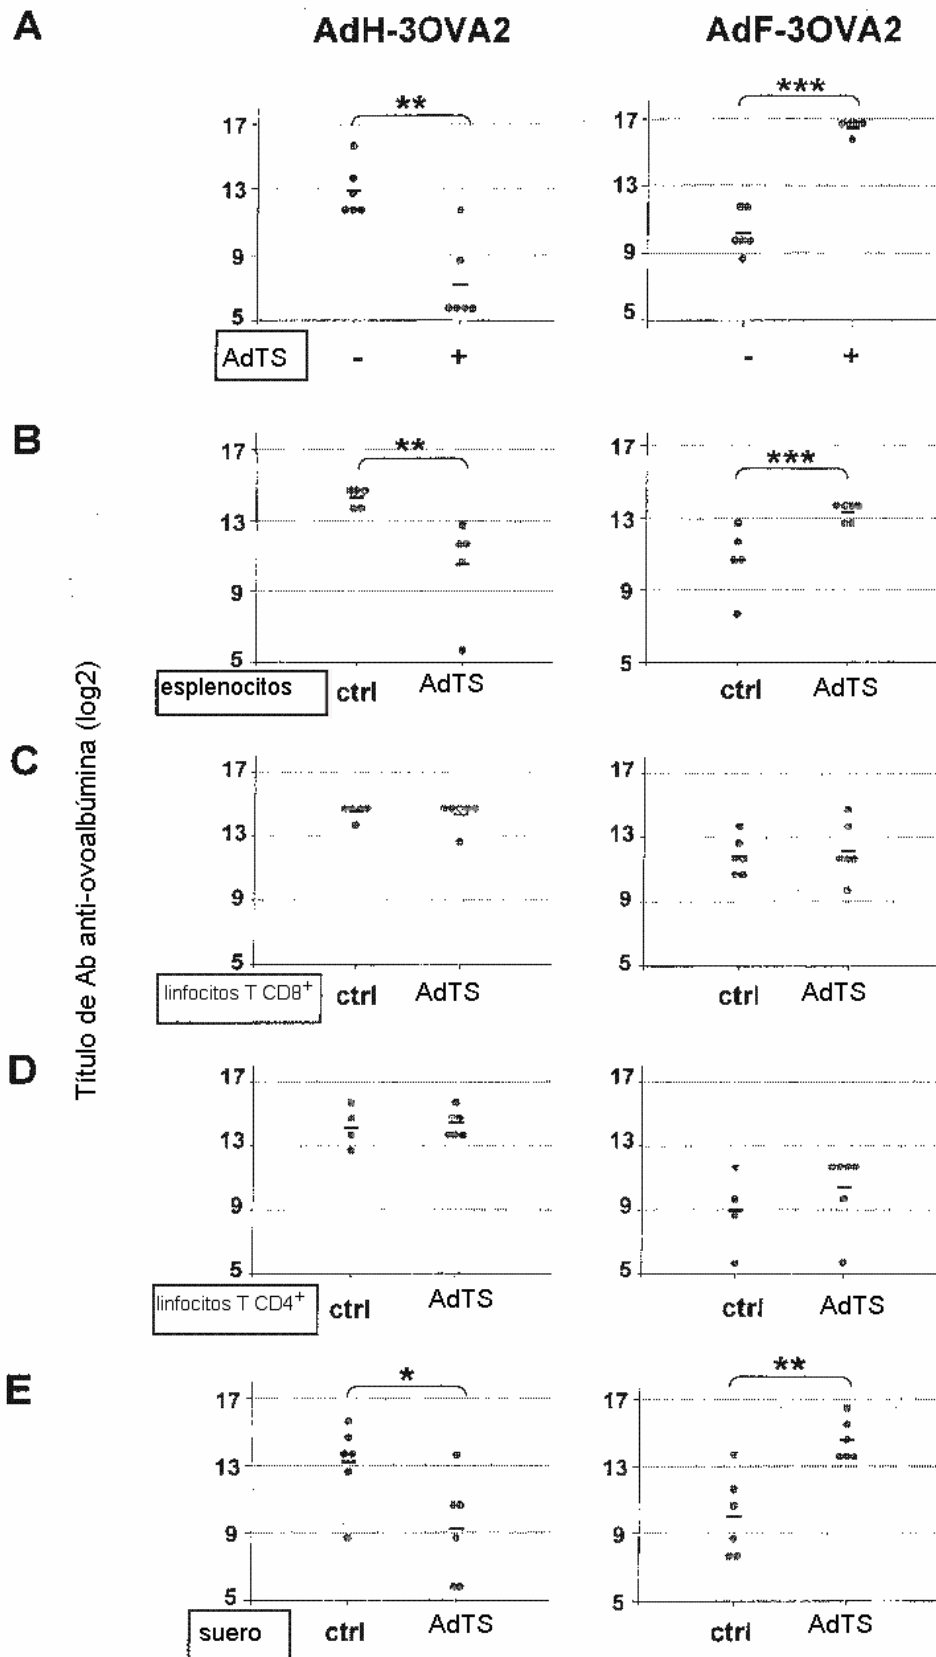 A
AdH-3OVA2
AdF-3OVA2
**
***
17
13
9
5
17
13
9
5
AdTS
-
+
-
+
B
**
***
17
13
9
5
17
13
9
5
esplenocitos
ctrl
AdTS
ctrl
AdTS
Título de Ab anti-ovoalbúmina (log2)
C
17
13
9
5
17
13
9
5
linfocitos T CD8+
ctrl
AdTS
ctrl
AdTS
D
17
13
9
5
17
13
9
5
linfocitos T CD4+
ctrl
AdTS
ctrl
AdTS
E
*
**
17
13
9
5
17
13
9
5
suero
ctrl
AdTS
ctrl
AdTS